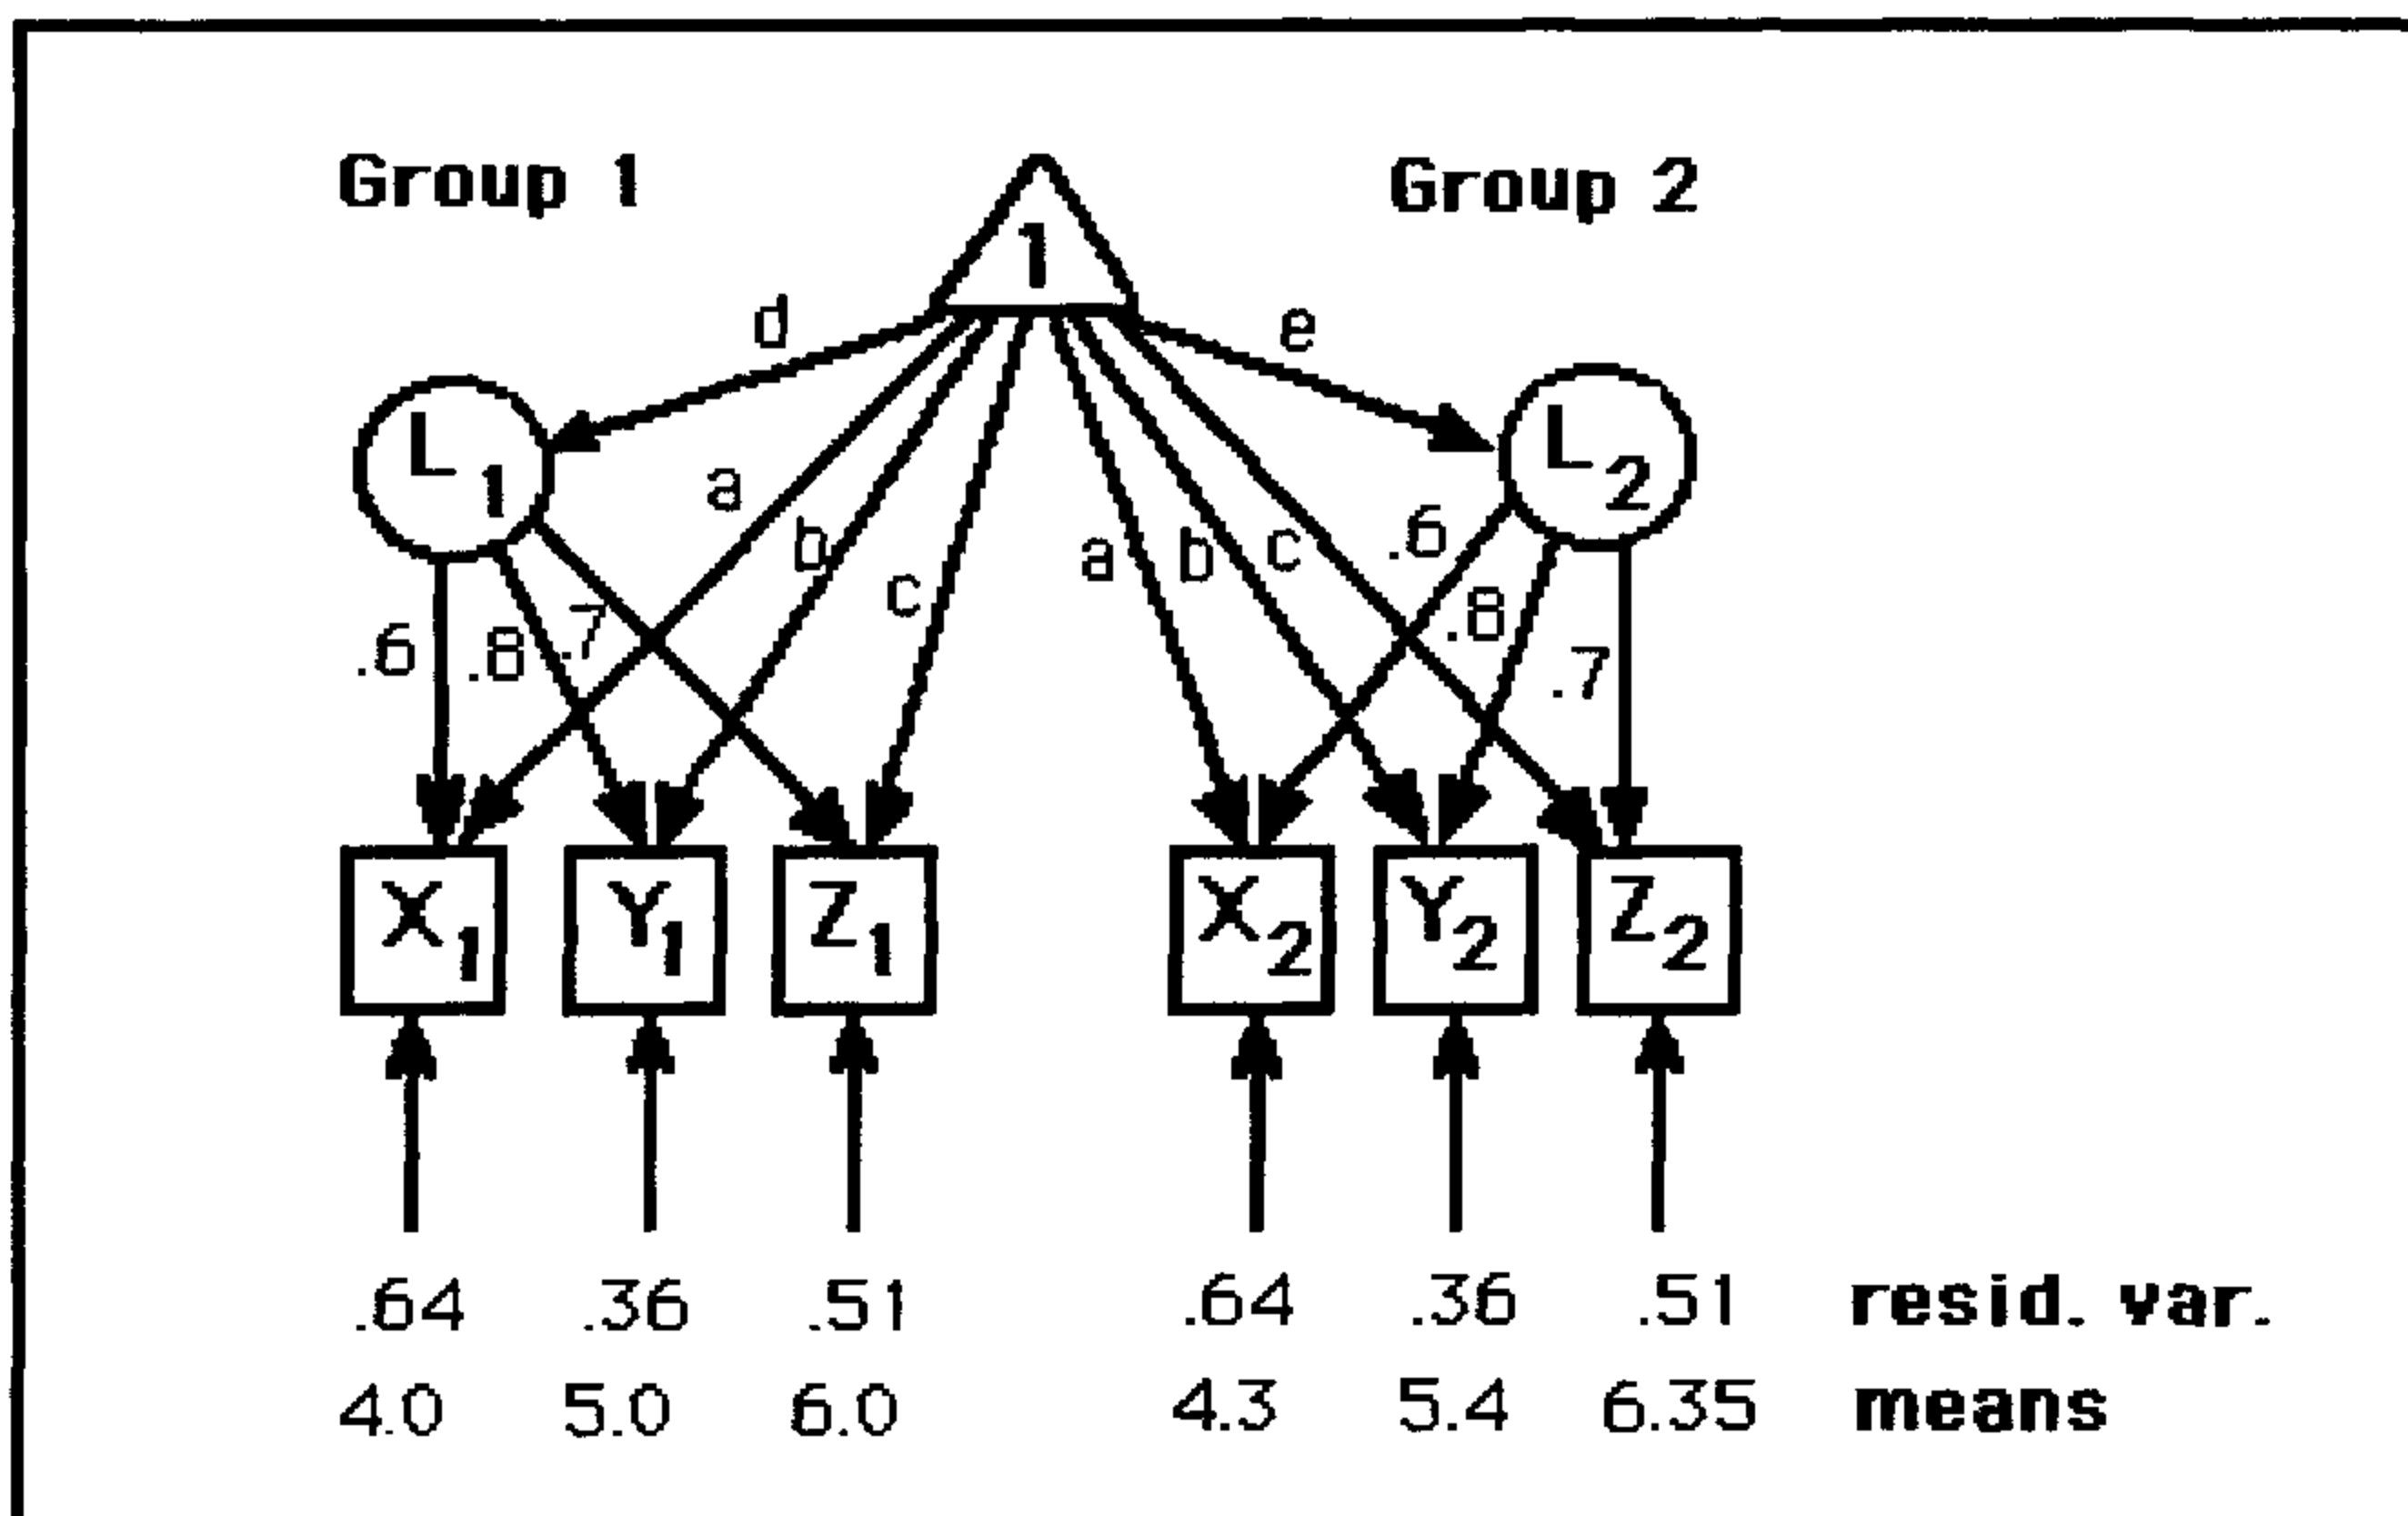 Group 1 Group 2
1
d e
L1 L2
a b c a b c .6
.6 .8 .7 .8 .7
X1 Y1 Z1 X2 Y2 Z2
.64 .36 .51 .64 .36 .51 resid. var.
4.0 5.0 6.0 4.3 5.4 6.35 means